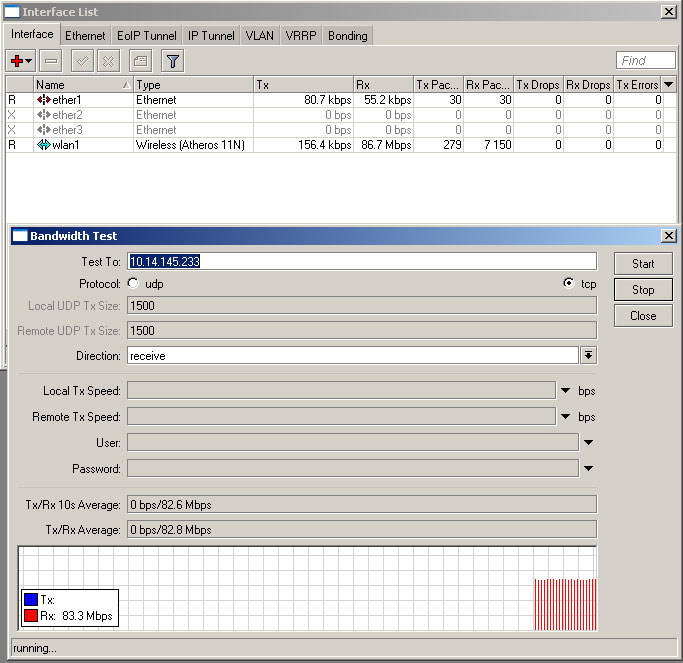 Interface List
Interface Ethernet EoIP Tunnel IP Tunnel VLAN VRRP Bonding
Find
Name Type Tx Rx Tx Pac... Rx Pac... Tx Drops Rx Drops Tx Errors
R ether1 Ethernet 80.7 kbps 55.2 kbps 30 30 0 0 0
X ether2 Ethernet 0 bps 0 bps 0 0 0 0 0
X ether3 Ethernet 0 bps 0 bps 0 0 0 0 0
R wlan1 Wireless (Atheros 11N) 156.4 kbps 86.7 Mbps 279 7 150 0 0 0
Bandwidth Test
Test To: 10.14.145.233 Start
Protocol: udp tcp
Stop
Local UDP Tx Size: 1500
Close
Remote UDP Tx Size: 1500
Direction: receive
Local Tx Speed: bps
Remote Tx Speed: bps
User:
Password:
Tx/Rx 10s Average: 0 bps/82.6 Mbps
Tx/Rx Average: 0 bps/82.8 Mbps
Tx:
Rx: 83.3 Mbps
running...